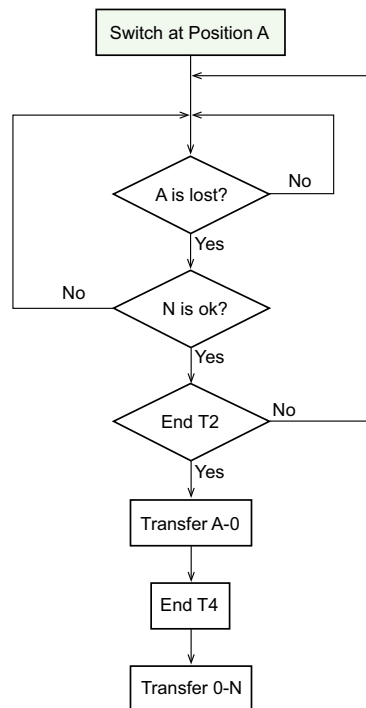 Switch at Position A
A is lost?
No
Yes
N is ok?
No
Yes
End T2
No
Yes
Transfer A-0
End T4
Transfer 0-N